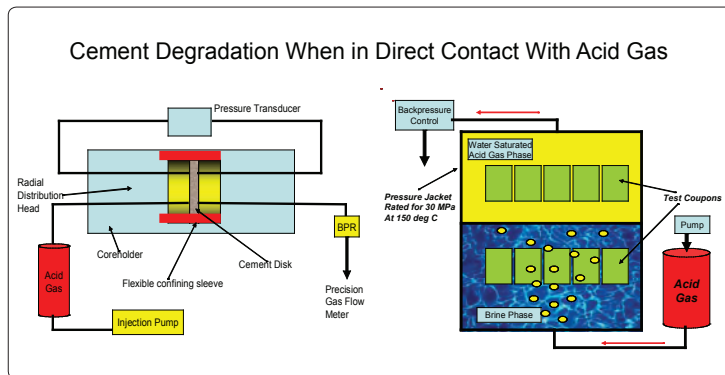 Cement Degradation When in Direct Contact With Acid Gas
Pressure Transducer
Radial
Distribution
Head
Coreholder
Flexible confining sleeve
Cement Disk
BPR
Precision
Gas Flow
Meter
Acid
Gas
Injection Pump
Backpressure
Control
Water Saturated
Acid Gas Phase
Pressure Jacket
Rated for 30 MPa
At 150 deg C
Test Coupons
Pump
Acid
Gas
Brine Phase